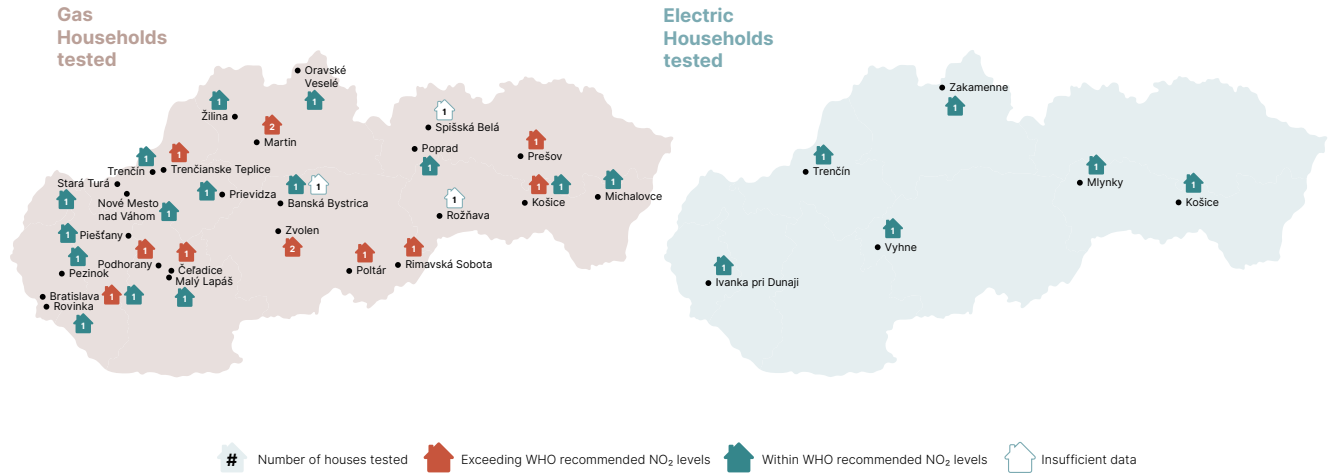 Gas
Households
tested
Oravské
Veselé
1
1
Žilina
2
Martin
1
Spišská Belá
Poprad
1
1
Prešov
1
1
Trenčín
Trenčianske Teplice
Stará Turá
1
Nové Mesto
nad Váhom
1
1
Prievidza
1
1
Banská Bystrica
1
Rožňava
1
1
Košice
1
Michalovce
1
Piešťany
Zvolen
2
1
1
Podhorany
Čeľadice
Malý Lapáš
1
1
Pezinok
1
Poltár
1
Rimavská Sobota
Bratislava
1
1
Rovinka
1
Electric
Households
tested
Zakamenne
1
1
Trenčín
1
Mlynky
1
Košice
1
Vyhne
1
Ivanka pri Dunaji
# Number of houses tested
Exceeding WHO recommended NO₂ levels
Within WHO recommended NO₂ levels
Insufficient data